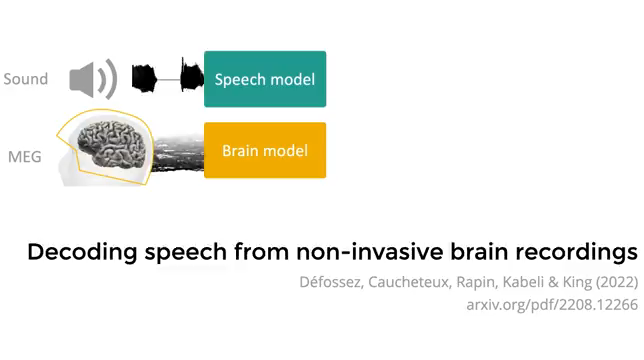 Sound
Speech model
MEG
Brain model
Decoding speech from non-invasive brain recordings
Défossez, Caucheteux, Rapin, Kabeli & King (2022)
arxiv.org/pdf/2208.12266